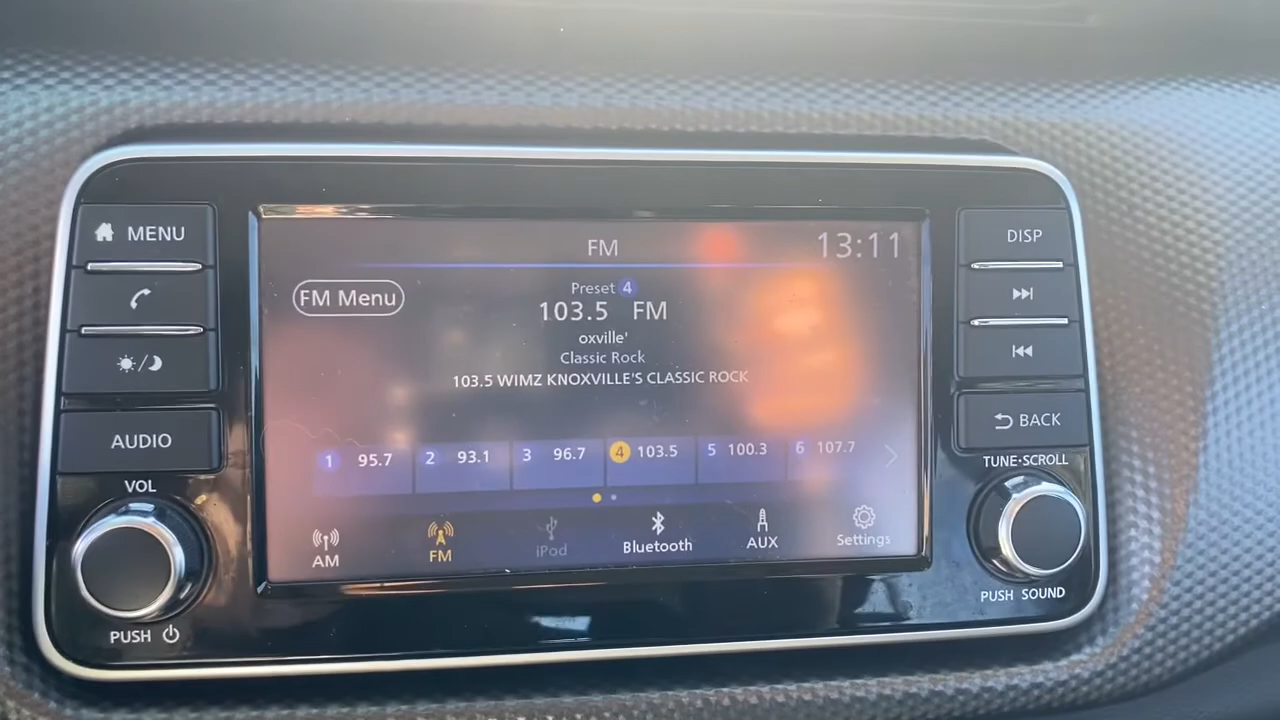 MENU
AUDIO
VOL
PUSH
FM
13:11
FM Menu
Preset 4
103.5 FM
oxville'
Classic Rock
103.5 WIMZ KNOXVILLE'S CLASSIC ROCK
1 95.7
2 93.1
3 96.7
4 103.5
5 100.3
6 107.7
AM
FM
iPod
Bluetooth
AUX
Settings
DISP
BACK
TUNE·SCROLL
PUSH SOUND